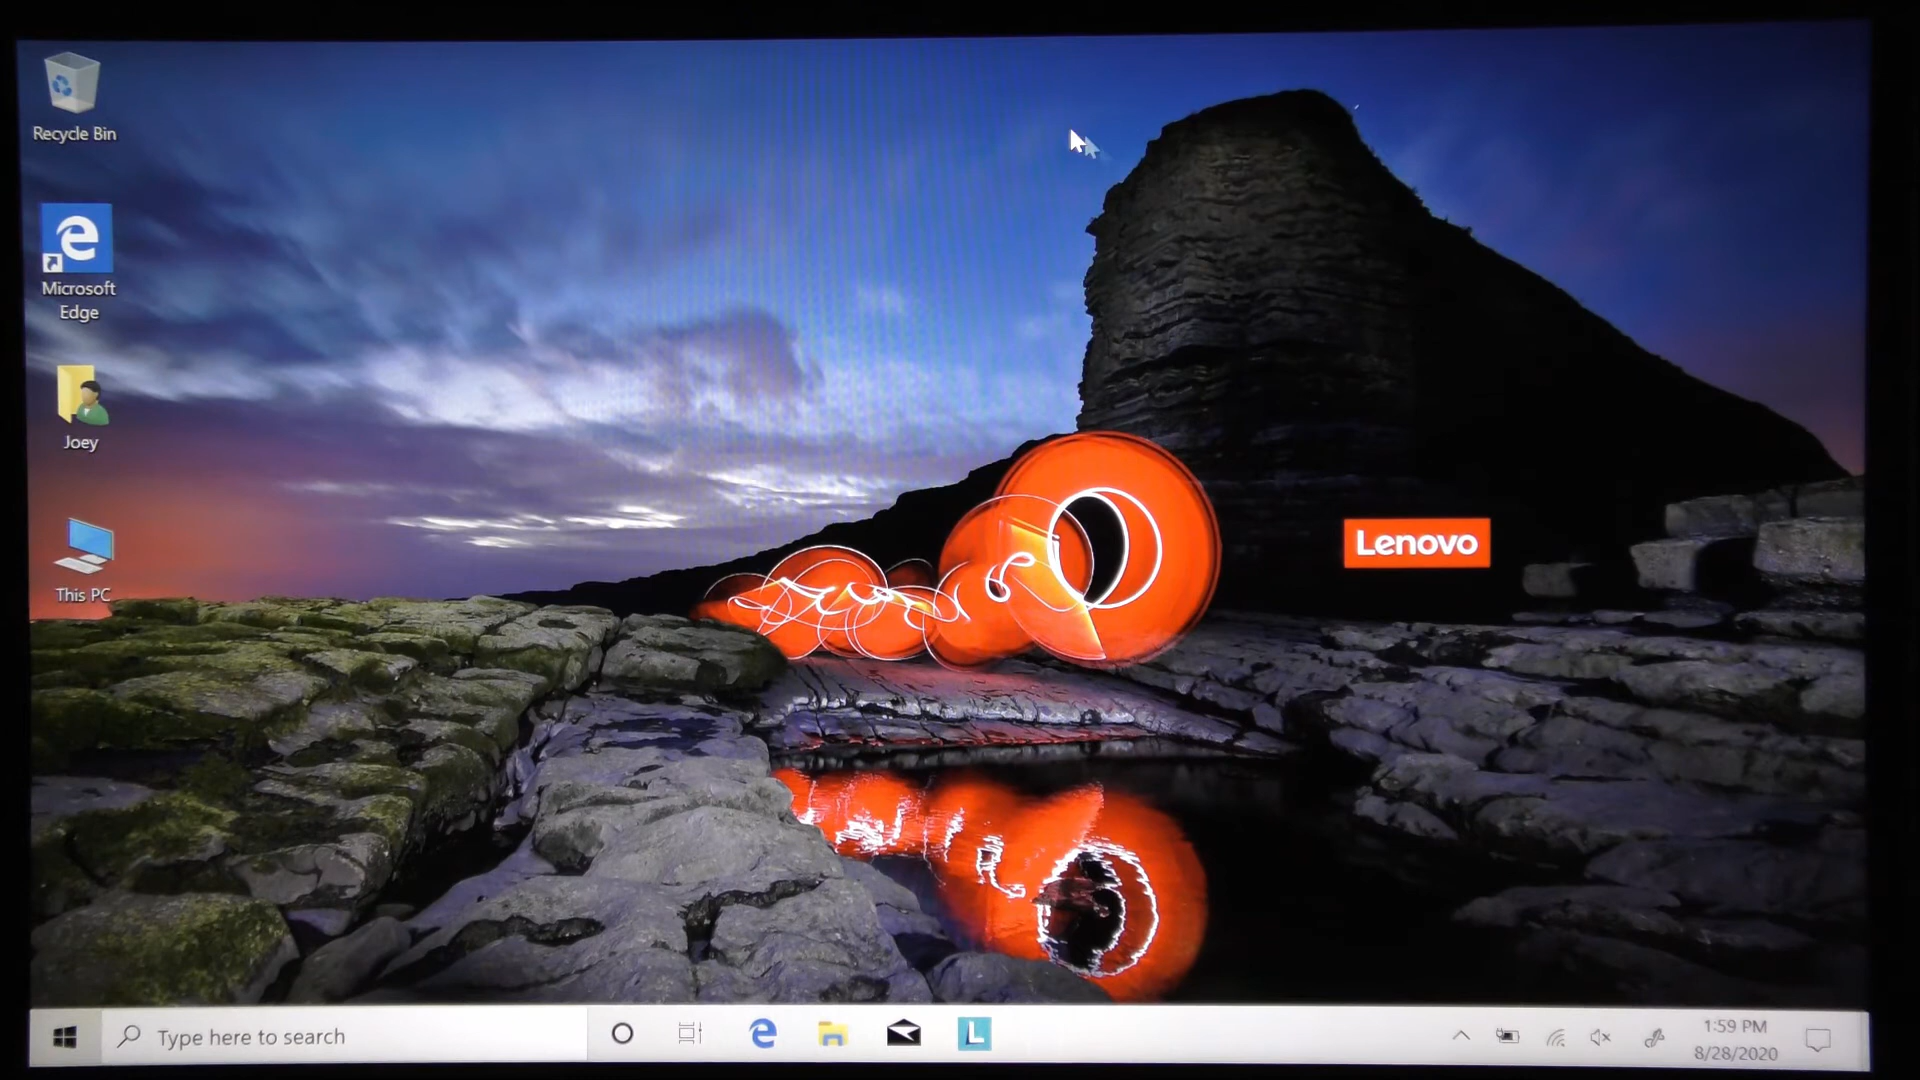 Recycle Bin
Microsoft
Edge
Joey
This PC
Lenovo
Type here to search
L
1:59 PM
8/28/2020